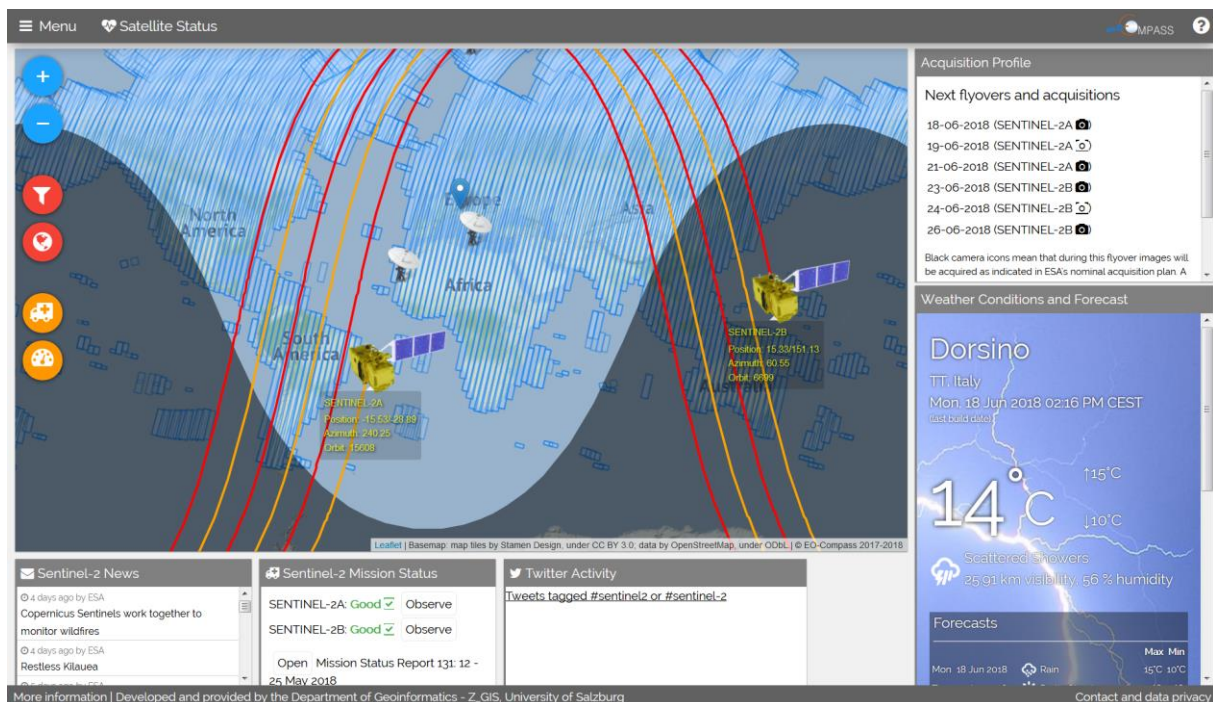 Menu
Satellite Status
MPASS
North
America
Europe
Asia
Africa
South
America
SENTINEL-2A
Position: -15.53/-28.89
Azimuth: 240.25
Orbit: 15608
SENTINEL-2B
Position: 15.33/151.13
Azimuth: 60.55
Orbit: 6699
Australia
Leaflet | Basemap: map tiles by Stamen Design, under CC BY 3.0, data by OpenStreetMap, under ODbL | © EO-Compass 2017-2018
Acquisition Profile
Next flyovers and acquisitions
18-06-2018 (SENTINEL-2A )
19-06-2018 (SENTINEL-2A )
21-06-2018 (SENTINEL-2A )
23-06-2018 (SENTINEL-2B )
24-06-2018 (SENTINEL-2B )
26-06-2018 (SENTINEL-2B )
Black camera icons mean that during this flyover images will
be acquired as indicated in ESA's nominal acquisition plan. A
Weather Conditions and Forecast
Dorsino
TT, Italy
Mon, 18 Jun 2018 02:16 PM CEST
(last build date)
14°C
↑15°C
↓10°C
Scattered Showers
25.91 km visibility, 56 % humidity
Forecasts
Max Min
Mon 18 Jun 2018 Rain 15°C 10°C
Sentinel-2 News
4 days ago by ESA
Copernicus Sentinels work together to
monitor wildfires
4 days ago by ESA
Restless Kilauea
Sentinel-2 Mission Status
SENTINEL-2A: Good Observe
SENTINEL-2B: Good Observe
Open Mission Status Report 131: 12 -
25 May 2018
Twitter Activity
Tweets tagged #sentinel2 or #sentinel-2
More information | Developed and provided by the Department of Geoinformatics - Z_GIS, University of Salzburg
Contact and data privacy